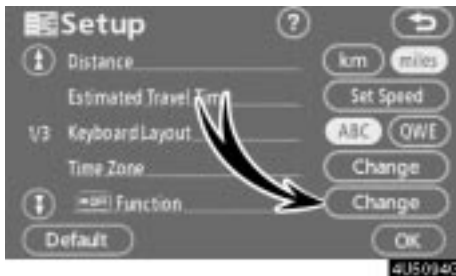 Setup ?
Distance km miles
Estimated Travel Time Set Speed
1/3 Keyboard Layout ABC QWE
Time Zone Change
Function Change
Default OK
4U5094G